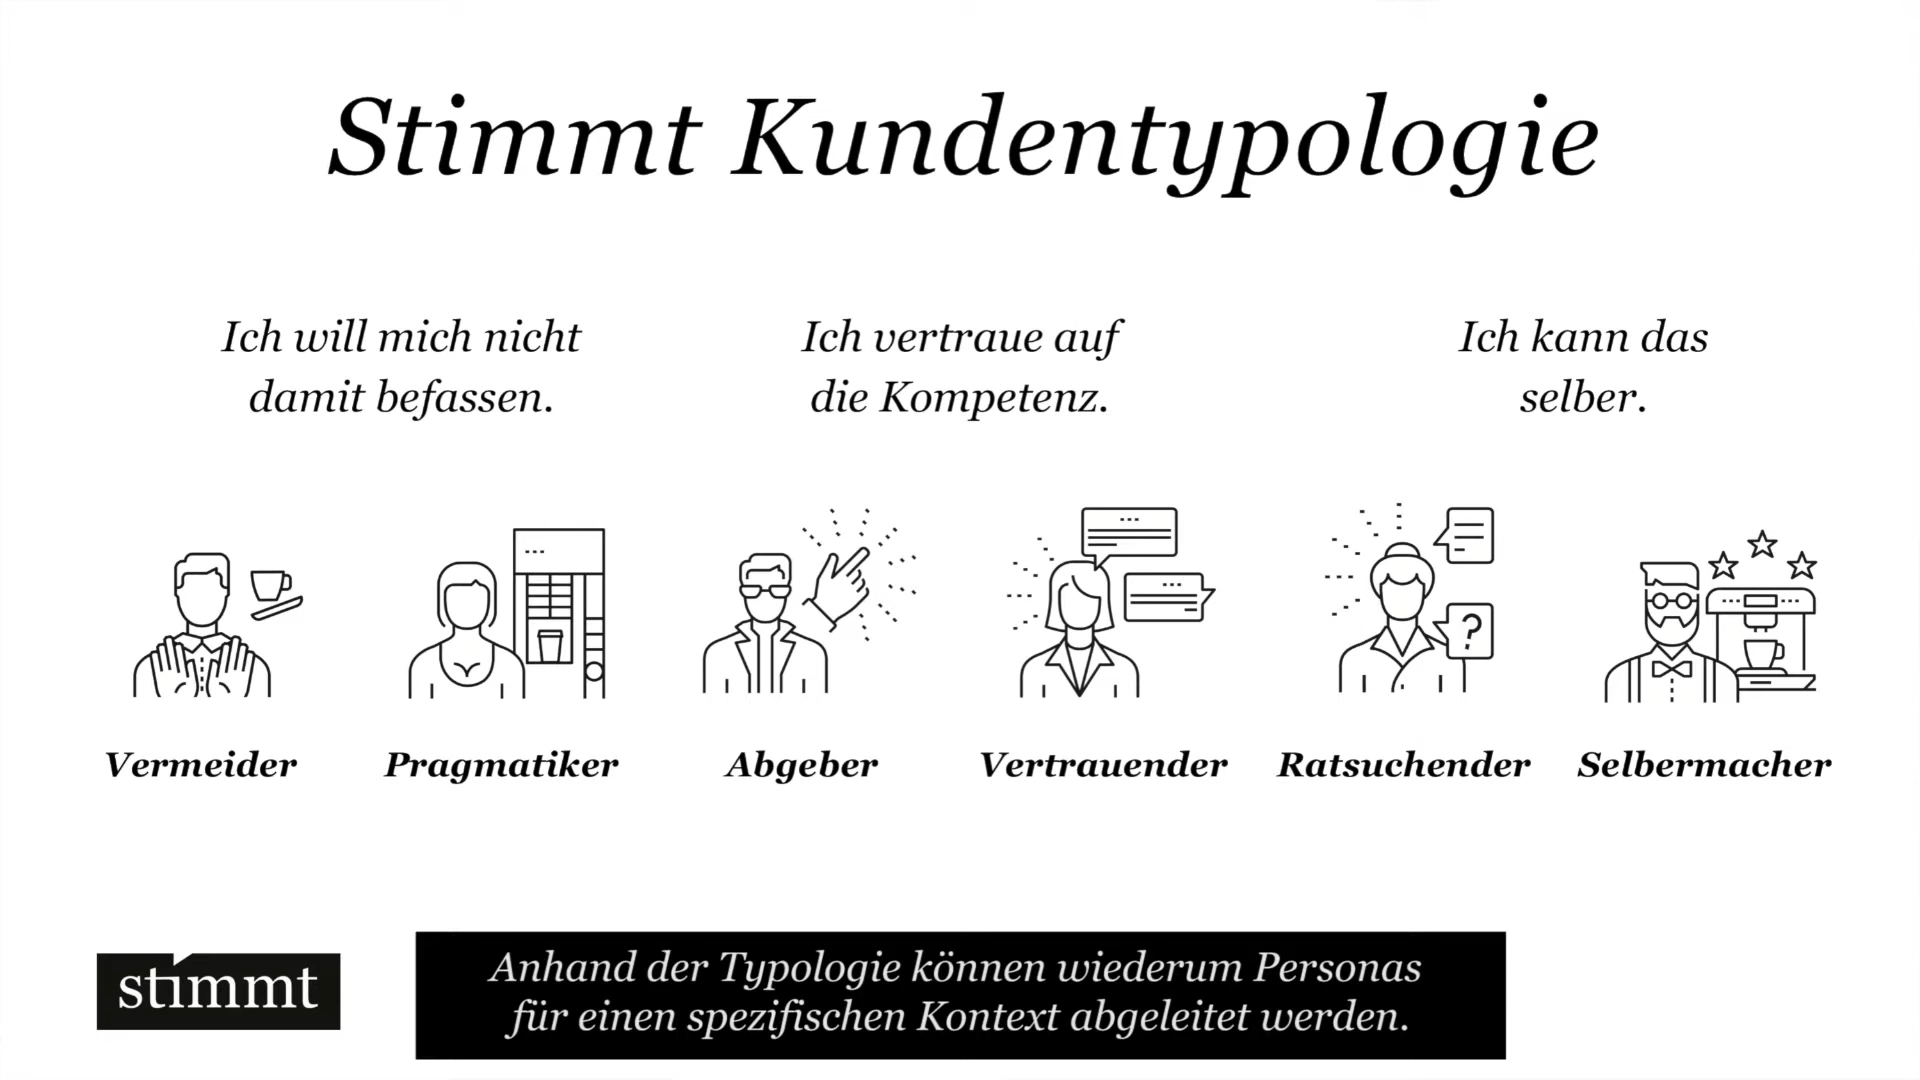 Stimmt Kundentypologie
Ich will mich nicht
damit befassen.
Ich vertraue auf
die Kompetenz.
Ich kann das
selber.
?
Vermeider
Pragmatiker
Abgeber
Vertrauender
Ratsuchender
Selbermacher
stimmt
Anhand der Typologie können wiederum Personas
für einen spezifischen Kontext abgeleitet werden.